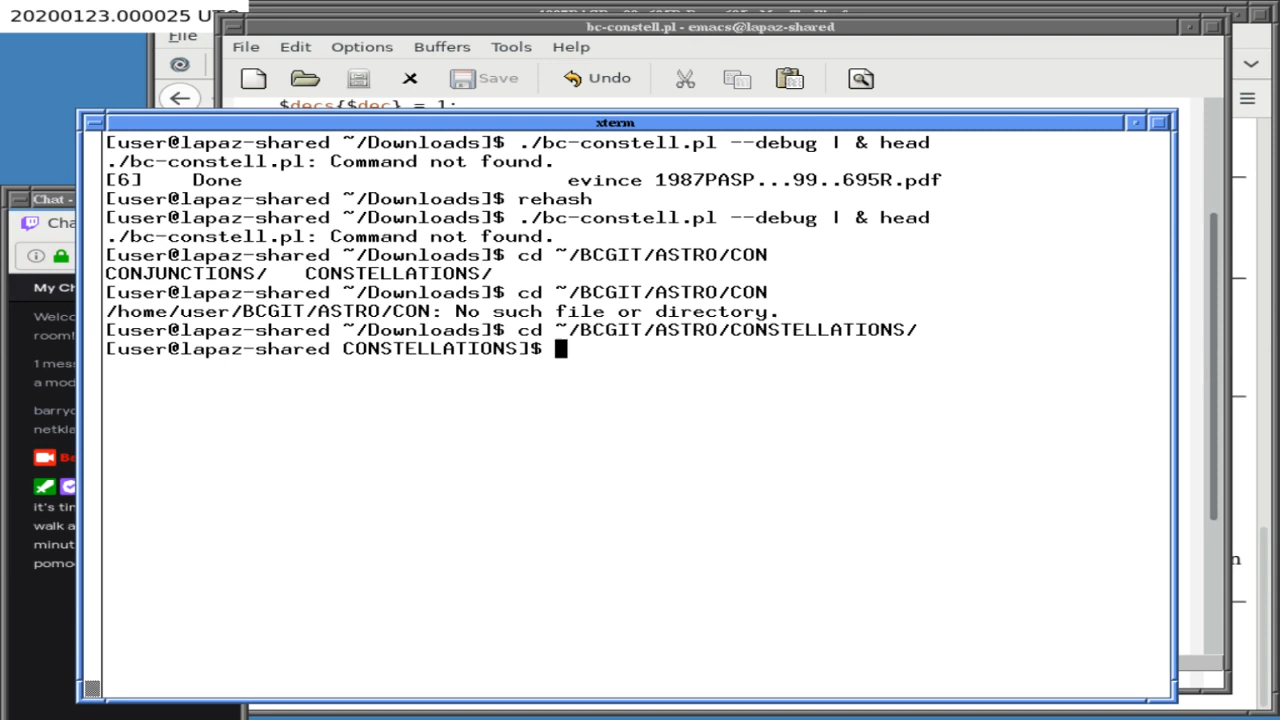 20200123.000025 UTC
bc-constell.pl - emacs@lapaz-shared
File
File Edit Options Buffers Tools Help
Save Undo
$decs{$dec} = 1;
xterm
[user@lapaz-shared ~/Downloads]$ ./bc-constell.pl --debug | & head
./bc-constell.pl: Command not found.
[6]    Done                          evince 1987PASP...99..695R.pdf
[user@lapaz-shared ~/Downloads]$ rehash
[user@lapaz-shared ~/Downloads]$ ./bc-constell.pl --debug | & head
./bc-constell.pl: Command not found.
[user@lapaz-shared ~/Downloads]$ cd ~/BCGIT/ASTRO/CON
CONJUNCTIONS/   CONSTELLATIONS/
[user@lapaz-shared ~/Downloads]$ cd ~/BCGIT/ASTRO/CON
/home/user/BCGIT/ASTRO/CON: No such file or directory.
[user@lapaz-shared ~/Downloads]$ cd ~/BCGIT/ASTRO/CONSTELLATIONS/
[user@lapaz-shared CONSTELLATIONS]$
Chat -
Cha
My Ch
Welco
room!
1 mess
a mod
barryc
netkla
Ba
it's tim
walk a
minut
pomo
n